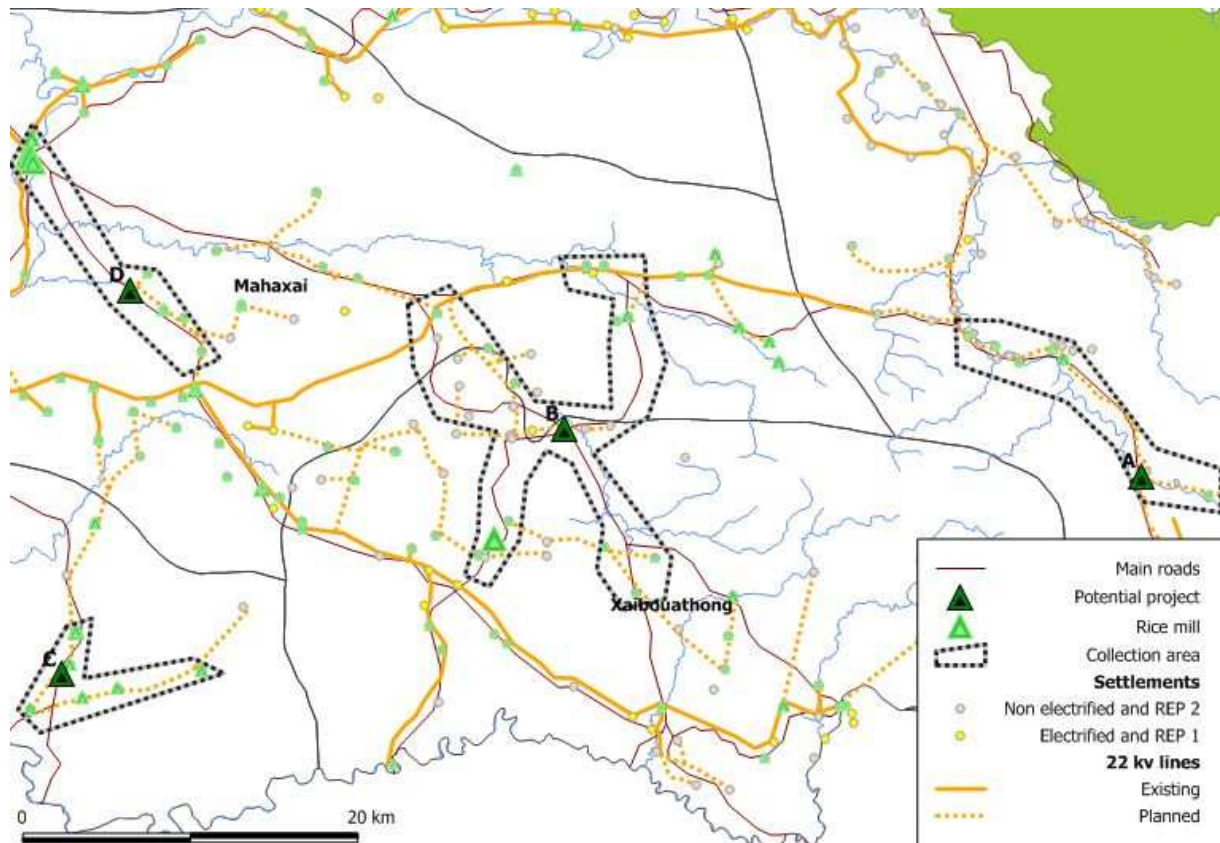 D
Mahaxai
B
A
Xaibouathong
C
0 20 km
Main roads
Potential project
Rice mill
Collection area
Settlements
Non electrified and REP 2
Electrified and REP 1
22 kv lines
Existing
Planned